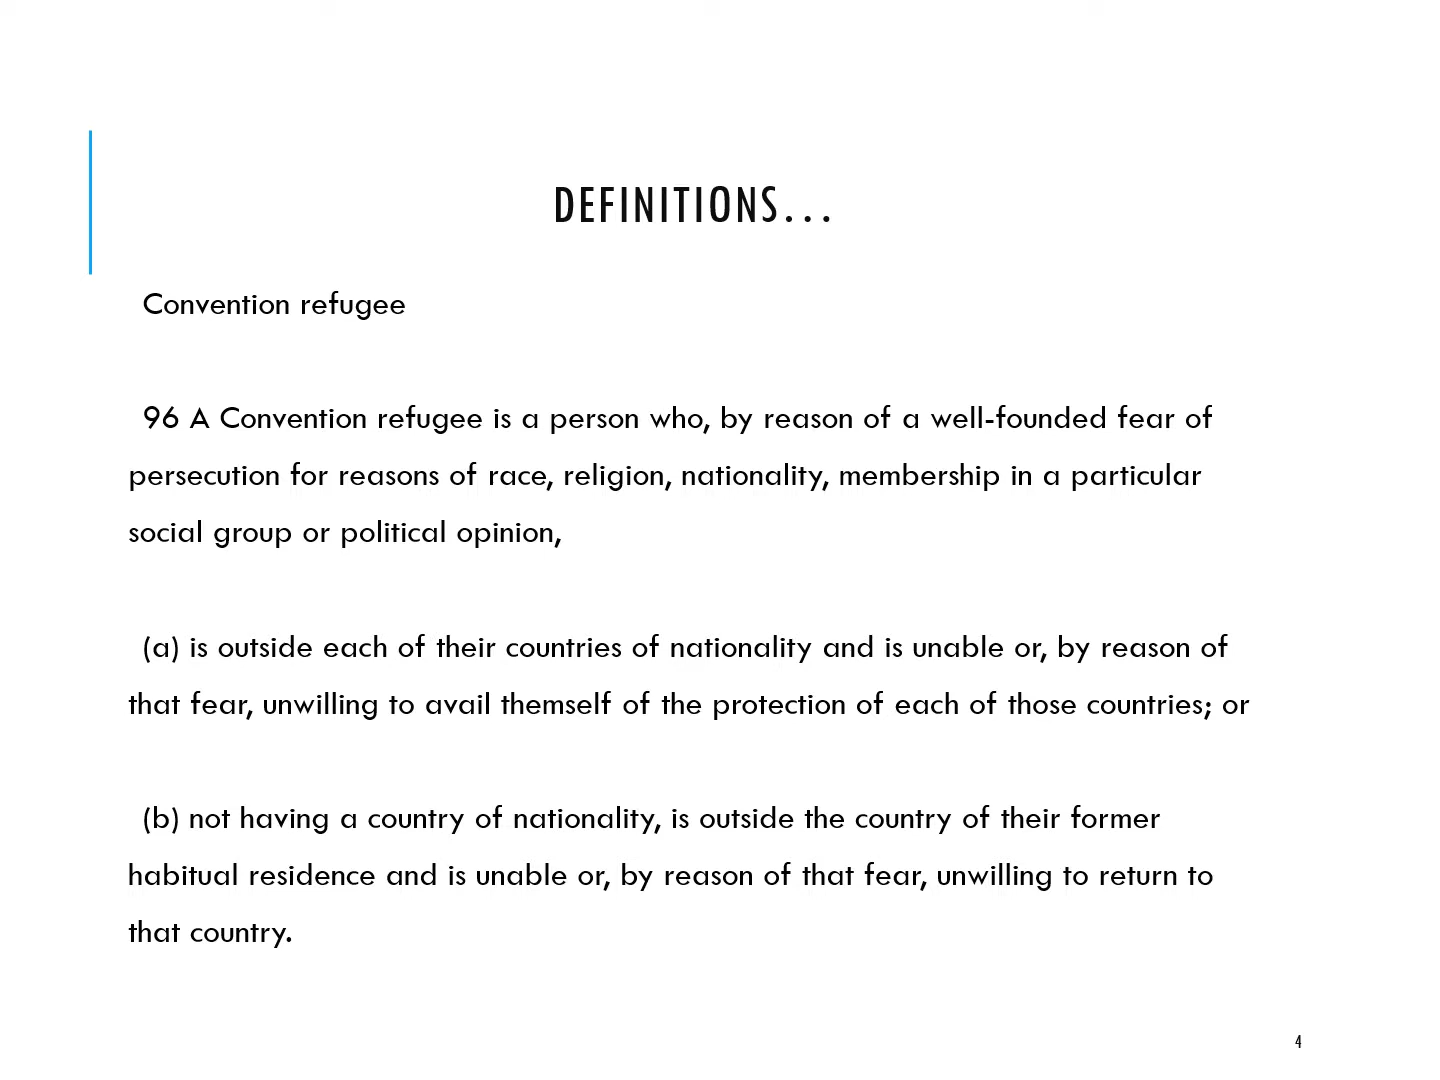 DEFINITIONS...
Convention refugee
96 A Convention refugee is a person who, by reason of a well-founded fear of
persecution for reasons of race, religion, nationality, membership in a particular
social group or political opinion,
(a) is outside each of their countries of nationality and is unable or, by reason of
that fear, unwilling to avail themself of the protection of each of those countries; or
(b) not having a country of nationality, is outside the country of their former
habitual residence and is unable or, by reason of that fear, unwilling to return to
that country.
4